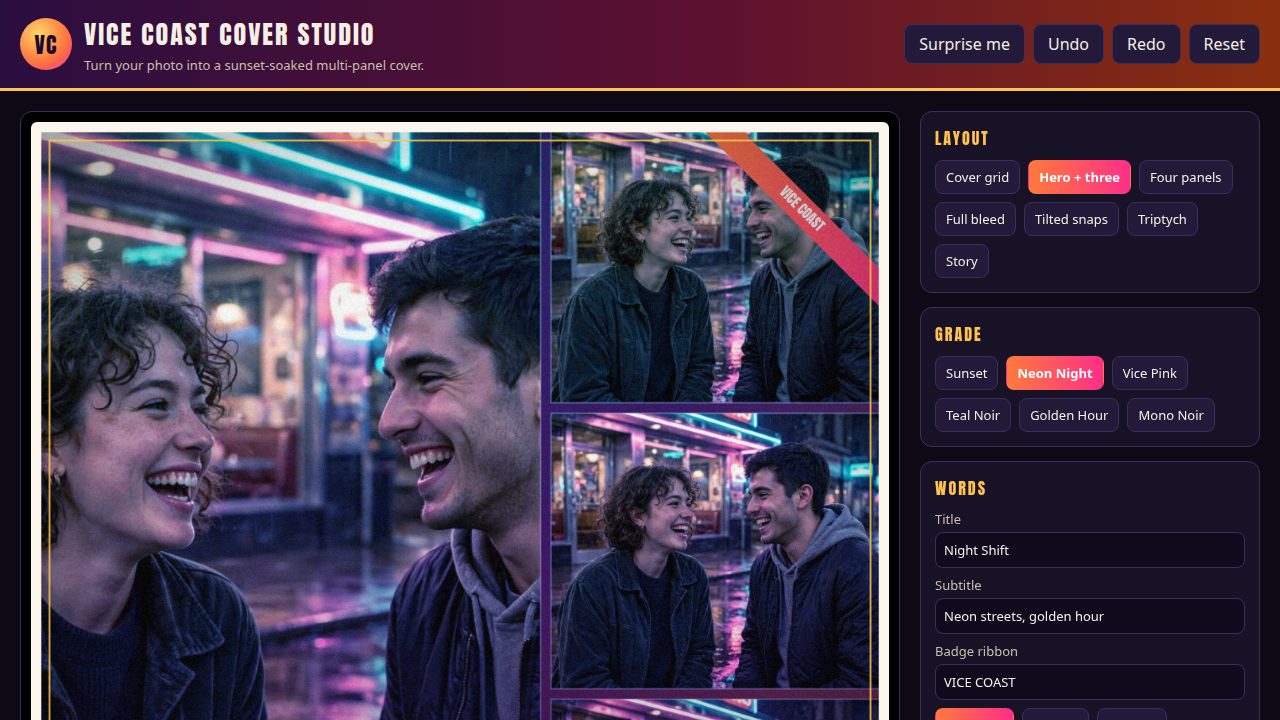 VC
VICE COAST COVER STUDIO
Turn your photo into a sunset-soaked multi-panel cover.
Surprise me
Undo
Redo
Reset
VICE COAST
LAYOUT
Cover grid
Hero + three
Four panels
Full bleed
Tilted snaps
Triptych
Story
GRADE
Sunset
Neon Night
Vice Pink
Teal Noir
Golden Hour
Mono Noir
WORDS
Title
Night Shift
Subtitle
Neon streets, golden hour
Badge ribbon
VICE COAST